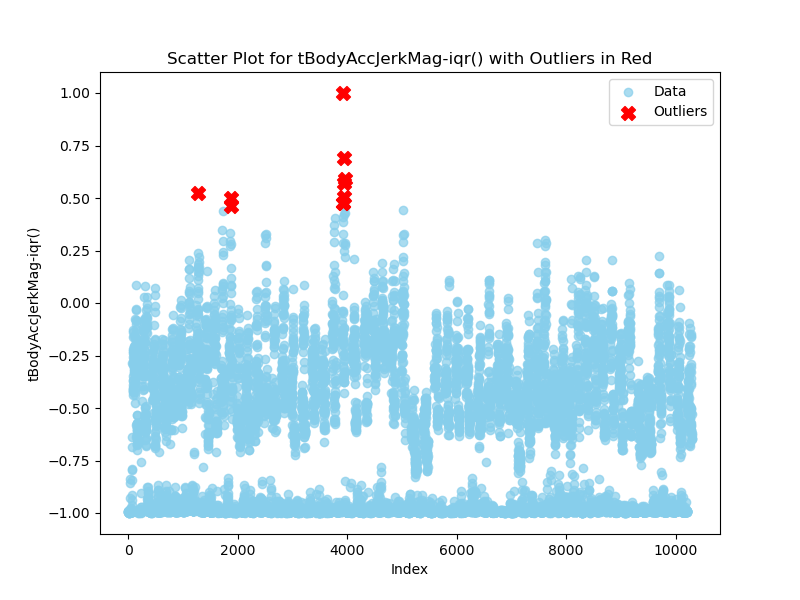 Scatter Plot for tBodyAccJerkMag-iqr() with Outliers in Red
Data
Outliers
tBodyAccJerkMag-iqr()
1.00
0.75
0.50
0.25
0.00
−0.25
−0.50
−0.75
−1.00
0 2000 4000 6000 8000 10000
Index